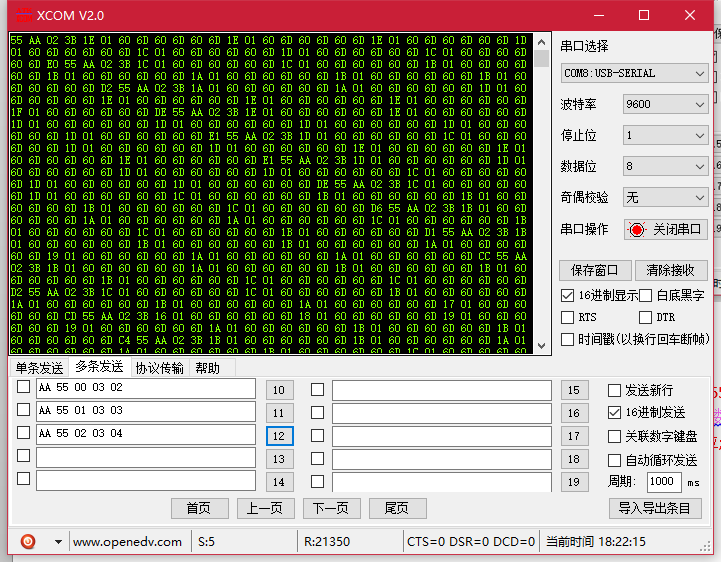 XCOM V2.0
55 AA 02 3B 1E 01 60 6D 60 6D 60 6D 1E 01 60 6D 60 6D 60 6D 1E 01 60 6D 60 6D 60 6D 1D
01 60 6D 60 6D 60 6D 1C 01 60 6D 60 6D 60 6D 1D 01 60 6D 60 6D 60 6D 1C 01 60 6D 60 6D
60 6D E0 55 AA 02 3B 1C 01 60 6D 60 6D 60 6D 1C 01 60 6D 60 6D 60 6D 1B 01 60 6D 60 6D
60 6D 1B 01 60 6D 60 6D 60 6D 1A 01 60 6D 60 6D 60 6D 1B 01 60 6D 60 6D 60 6D 1B 01 60
6D 60 6D 60 6D D2 55 AA 02 3B 1A 01 60 6D 60 6D 60 6D 1A 01 60 6D 60 6D 60 6D 1A 01 60
6D 60 6D 60 6D 1E 01 60 6D 60 6D 60 6D 1E 01 60 6D 60 6D 60 6D 1E 01 60 6D 60 6D 60 6D
1F 01 60 6D 60 6D 60 6D DE 55 AA 02 3B 1E 01 60 6D 60 6D 60 6D 1D 01 60 6D 60 6D 60 6D
1D 01 60 6D 60 6D 60 6D 1D 01 60 6D 60 6D 60 6D 1D 01 60 6D 60 6D 60 6D 1D 01 60 6D 60
6D 60 6D 1D 01 60 6D 60 6D 60 6D E1 55 AA 02 3B 1D 01 60 6D 60 6D 60 6D 1C 01 60 6D 60
6D 60 6D 1D 01 60 6D 60 6D 60 6D 1D 01 60 6D 60 6D 60 6D 1E 01 60 6D 60 6D 60 6D 1E 01
60 6D 60 6D 60 6D 1E 01 60 6D 60 6D 60 6D E1 55 AA 02 3B 1D 01 60 6D 60 6D 60 6D 1D 01
60 6D 60 6D 60 6D 1D 01 60 6D 60 6D 60 6D 1D 01 60 6D 60 6D 60 6D 1C 01 60 6D 60 6D 60
6D 1D 01 60 6D 60 6D 60 6D 1D 01 60 6D 60 6D 60 6D DE 55 AA 02 3B 1C 01 60 6D 60 6D 60
6D 1D 01 60 6D 60 6D 60 6D 1C 01 60 6D 60 6D 60 6D 1B 01 60 6D 60 6D 60 6D 1B 01 60 6D
60 6D 60 6D 1B 01 60 6D 60 6D 60 6D 1C 01 60 6D 60 6D 60 6D D6 55 AA 02 3B 1B 01 60 6D
60 6D 60 6D 1A 01 60 6D 60 6D 60 6D 1A 01 60 6D 60 6D 60 6D 1C 01 60 6D 60 6D 60 6D 1B
01 60 6D 60 6D 60 6D 1C 01 60 6D 60 6D 60 6D 1B 01 60 6D 60 6D 60 6D D1 55 AA 02 3B 1B
01 60 6D 60 6D 60 6D 1B 01 60 6D 60 6D 60 6D 1B 01 60 6D 60 6D 60 6D 1A 01 60 6D 60 6D
60 6D 19 01 60 6D 60 6D 60 6D 1A 01 60 6D 60 6D 60 6D 1A 01 60 6D 60 6D 60 6D CC 55 AA
02 3B 1B 01 60 6D 60 6D 60 6D 1A 01 60 6D 60 6D 60 6D 1B 01 60 6D 60 6D 60 6D 1B 01 60
6D 60 6D 60 6D 1C 01 60 6D 60 6D 60 6D 1C 01 60 6D 60 6D 60 6D 1C 01 60 6D 60 6D 60 6D
D2 55 AA 02 3B 1C 01 60 6D 60 6D 60 6D 1C 01 60 6D 60 6D 60 6D 1B 01 60 6D 60 6D 60 6D
1A 01 60 6D 60 6D 60 6D 1B 01 60 6D 60 6D 60 6D 1A 01 60 6D 60 6D 60 6D 17 01 60 6D 60
6D 60 6D CD 55 AA 02 3B 16 01 60 6D 60 6D 60 6D 18 01 60 6D 60 6D 60 6D 19 01 60 6D 60
6D 60 6D 19 01 60 6D 60 6D 60 6D 1A 01 60 6D 60 6D 60 6D 1B 01 60 6D 60 6D 60 6D 1A 01
60 6D 60 6D 60 6D C4 55 AA 02 3B 1B 01 60 6D 60 6D 60 6D 1B 01 60 6D 60 6D 60 6D 1B 01
串口选择
COM8:USB-SERIAL
波特率 9600
停止位 1
数据位 8
奇偶校验 无
串口操作 关闭串口
保存窗口 清除接收
16进制显示 白底黑字
RTS DTR
时间戳(以换行回车断帧)
单条发送 多条发送 协议传输 帮助
AA 55 00 03 02 10 15 发送新行
AA 55 01 03 03 11 16 16进制发送
AA 55 02 03 04 12 17 关联数字键盘
13 18 自动循环发送
14 19 周期: 1000 ms
首页 上一页 下一页 尾页 导入导出条目
www.openedv.com S:5 R:21350 CTS=0 DSR=0 DCD=0 当前时间 18:22:15